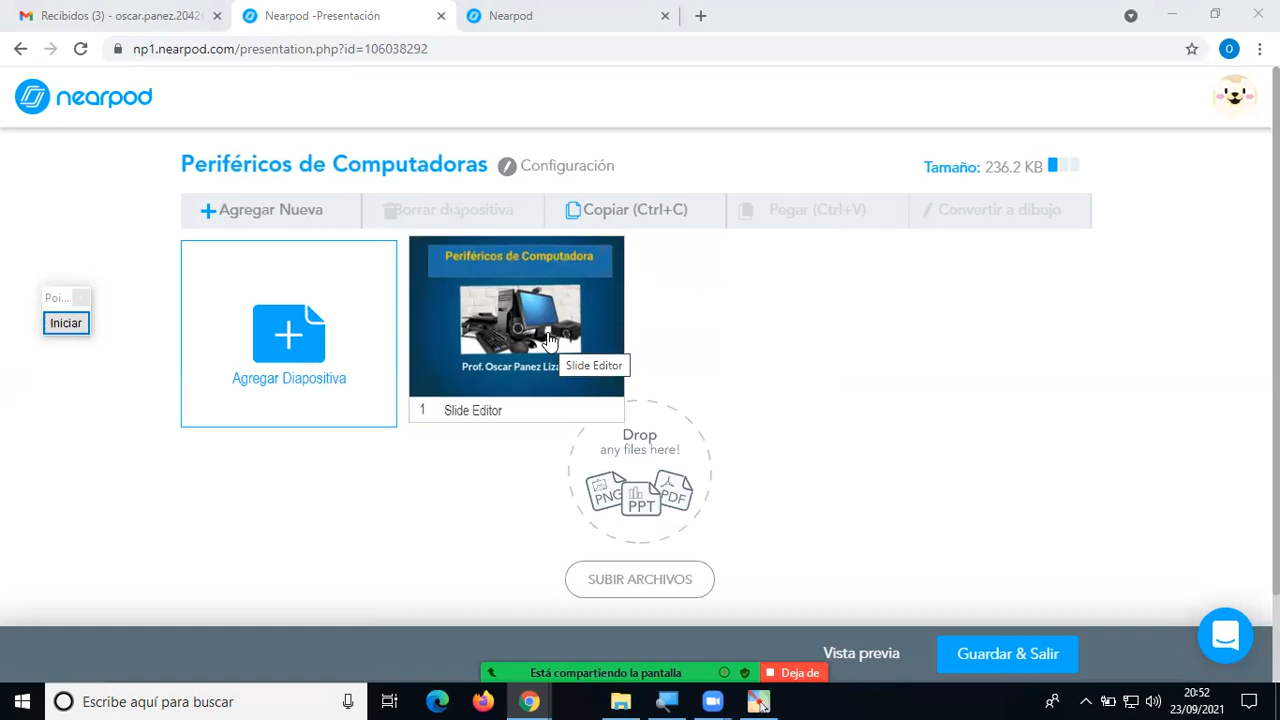 Recibidos (3) - oscar.panez.2042
Nearpod -Presentación
Nearpod
np1.nearpod.com/presentation.php?id=106038292
O
nearpod
Periféricos de Computadoras
Configuración
Tamaño: 236.2 KB
Agregar Nueva
Borrar diapositiva
Copiar (Ctrl+C)
Pegar (Ctrl+V)
Convertir a dibujo
Poi...
Iniciar
Agregar Diapositiva
Periféricos de Computadora
Prof. Oscar Panez Liza
Slide Editor
1 Slide Editor
Drop
any files here!
PNG
PPT
PDF
SUBIR ARCHIVOS
Vista previa
Guardar & Salir
Está compartiendo la pantalla
Deja de
Escribe aquí para buscar
20:52
23/09/2021